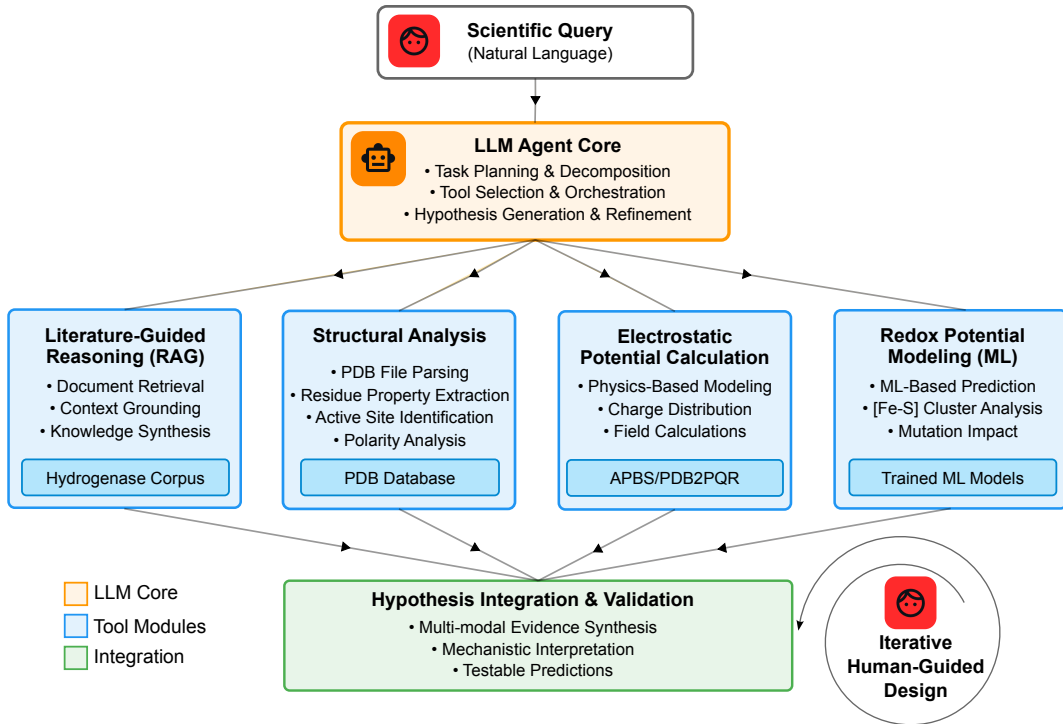 Scientific Query
(Natural Language)
LLM Agent Core
• Task Planning & Decomposition
• Tool Selection & Orchestration
• Hypothesis Generation & Refinement
Literature-Guided
Reasoning (RAG)
• Document Retrieval
• Context Grounding
• Knowledge Synthesis
Hydrogenase Corpus
Structural Analysis
• PDB File Parsing
• Residue Property Extraction
• Active Site Identification
• Polarity Analysis
PDB Database
Electrostatic
Potential Calculation
• Physics-Based Modeling
• Charge Distribution
• Field Calculations
APBS/PDB2PQR
Redox Potential
Modeling (ML)
• ML-Based Prediction
• [Fe-S] Cluster Analysis
• Mutation Impact
Trained ML Models
LLM Core
Tool Modules
Integration
Hypothesis Integration & Validation
• Multi-modal Evidence Synthesis
• Mechanistic Interpretation
• Testable Predictions
Iterative
Human-Guided
Design